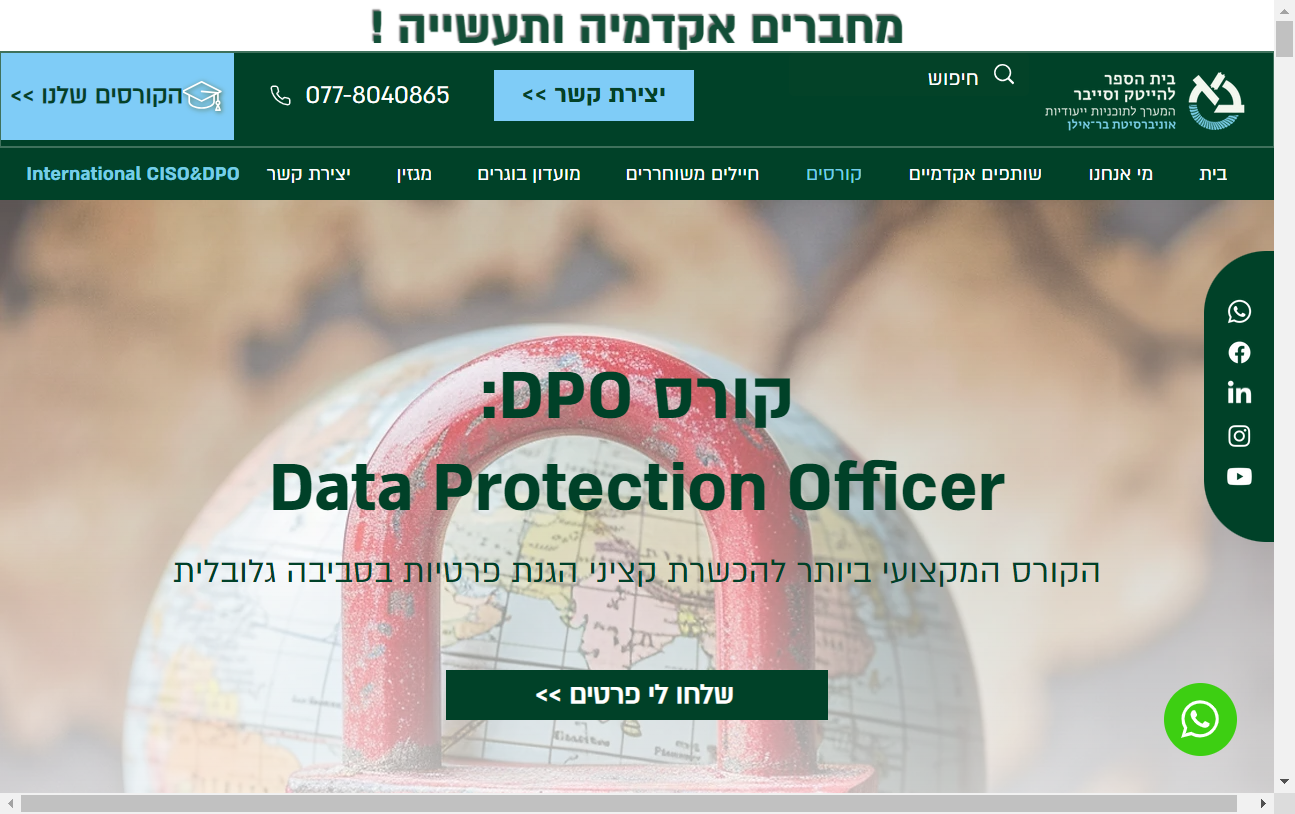 מחברים אקדמיה ותעשייה !
בית הספר
להייטק וסייבר
המערך לתוכניות ייעודיות
אוניברסיטת בר־אילן
חיפוש
יצירת קשר >>
077-8040865
הקורסים שלנו >>
בית
מי אנחנו
שותפים אקדמיים
קורסים
חיילים משוחררים
מועדון בוגרים
מגזין
יצירת קשר
International CISO&DPO
קורס DPO:
Data Protection Officer
הקורס המקצועי ביותר להכשרת קציני הגנת פרטיות בסביבה גלובלית
שלחו לי פרטים >>